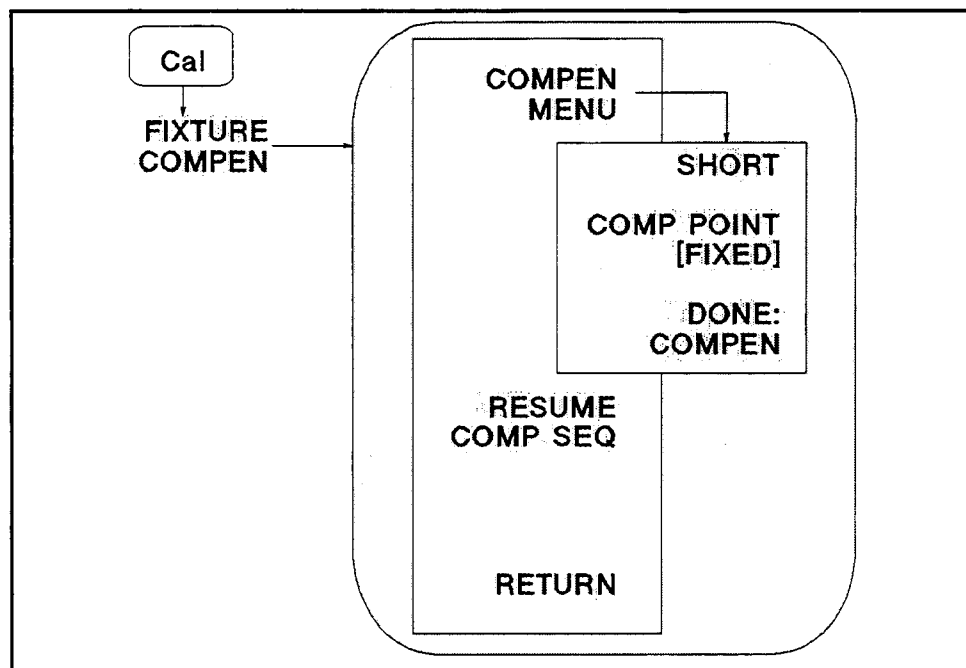 Cal
FIXTURE
COMPEN
COMPEN
MENU
SHORT
COMP POINT
[FIXED]
DONE:
COMPEN
RESUME
COMP SEQ
RETURN